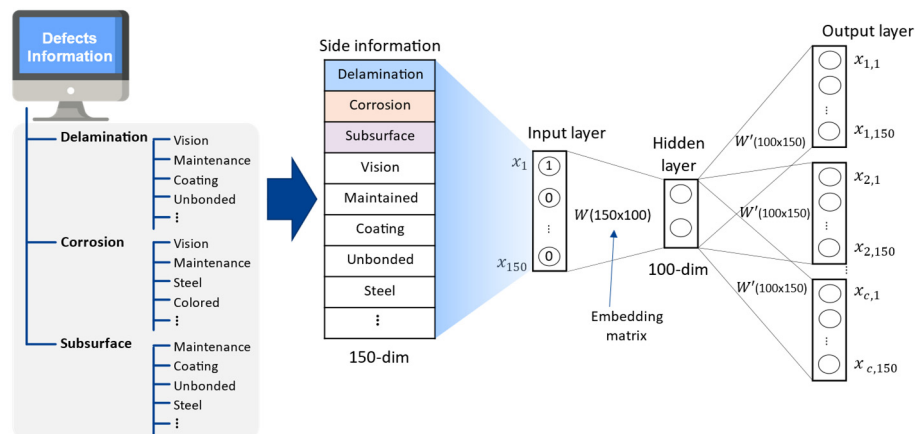 Defects
Information
Delamination
Vision
Maintenance
Coating
Unbonded
⋮
Corrosion
Vision
Maintenance
Steel
Colored
⋮
Subsurface
Maintenance
Coating
Unbonded
Steel
⋮
Side information
Delamination
Corrosion
Subsurface
Vision
Maintained
Coating
Unbonded
Steel
⋮
150-dim
Input layer
x₁
1
0
⋮
x₁₅₀
0
W(150x100)
Embedding
matrix
Hidden
layer
100-dim
W'(100x150)
W'(100x150)
W'(100x150)
Output layer
x₁,₁
⋮
x₁,₁₅₀
x₂,₁
⋮
x₂,₁₅₀
⋮
x_c,₁
⋮
x_c,₁₅₀